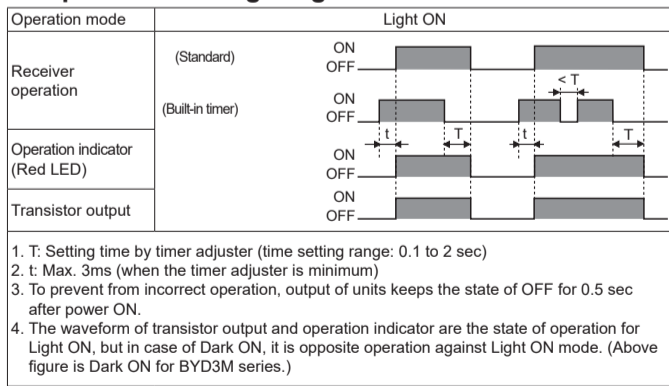 Operation mode
Light ON
Receiver
operation
(Standard)
ON
OFF
(Built-in timer)
ON
OFF
< T
t
T
t
T
Operation indicator
(Red LED)
ON
OFF
Transistor output
ON
OFF
1. T: Setting time by timer adjuster (time setting range: 0.1 to 2 sec)
2. t: Max. 3ms (when the timer adjuster is minimum)
3. To prevent from incorrect operation, output of units keeps the state of OFF for 0.5 sec
after power ON.
4. The waveform of transistor output and operation indicator are the state of operation for
Light ON, but in case of Dark ON, it is opposite operation against Light ON mode. (Above
figure is Dark ON for BYD3M series.)